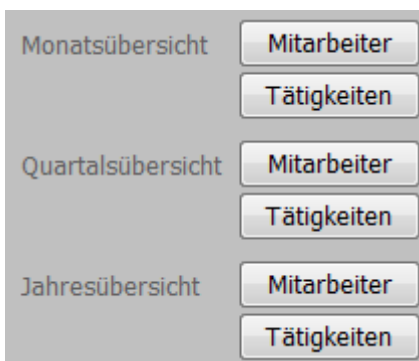 Monatsübersicht Mitarbeiter
Tätigkeiten
Quartalsübersicht Mitarbeiter
Tätigkeiten
Jahresübersicht Mitarbeiter
Tätigkeiten